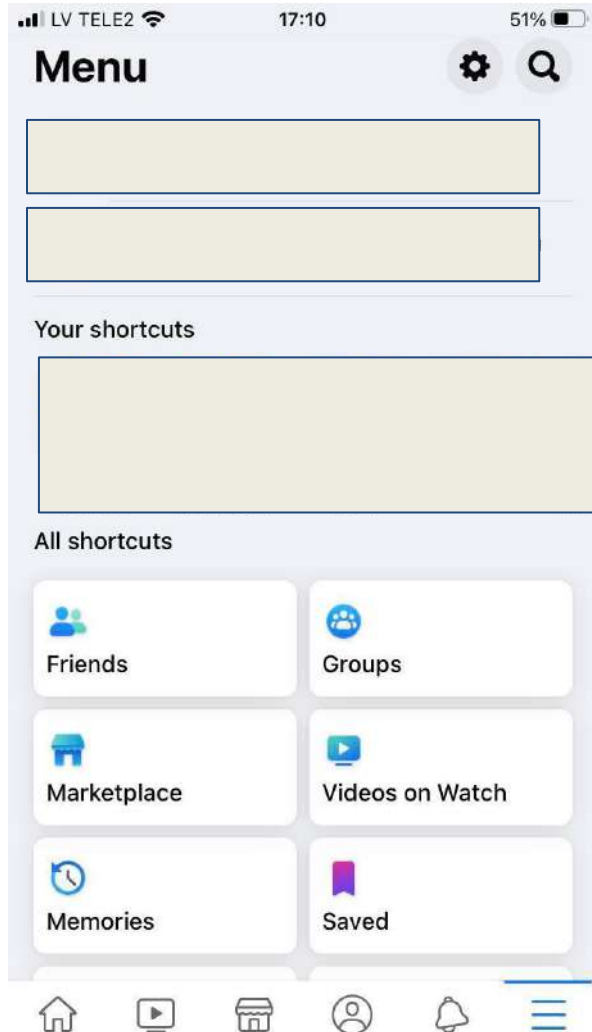 LV TELE2 17:10 51%
Menu
Your shortcuts
All shortcuts
Friends Groups
Marketplace Videos on Watch
Memories Saved